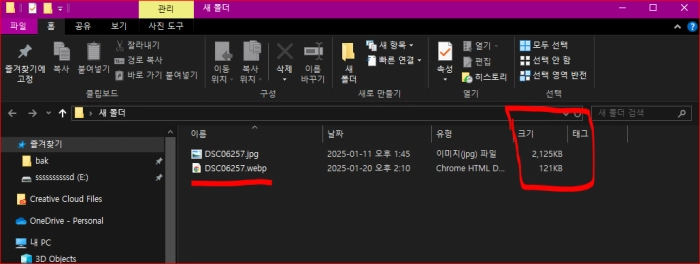 관리
새 폴더
파일
홈
공유
보기
사진 도구
즐겨찾기에 고정
복사
붙여넣기
잘라내기
경로 복사
바로 가기 붙여넣기
클립보드
이동 위치
복사 위치
삭제
이름 바꾸기
구성
새 폴더
새 항목
빠른 연결
새로 만들기
속성
열기
편집
히스토리
열기
모두 선택
선택 안 함
선택 영역 반전
선택
새 폴더
새 폴더 검색
이름 날짜 유형 크기 태그
DSC06257.jpg 2025-01-11 오후 1:45 이미지(jpg) 파일 2,125KB
DSC06257.webp 2025-01-20 오후 2:10 Chrome HTML D... 121KB
즐겨찾기
bak
ssssssssssd (E:)
Creative Cloud Files
OneDrive - Personal
내 PC
3D Objects